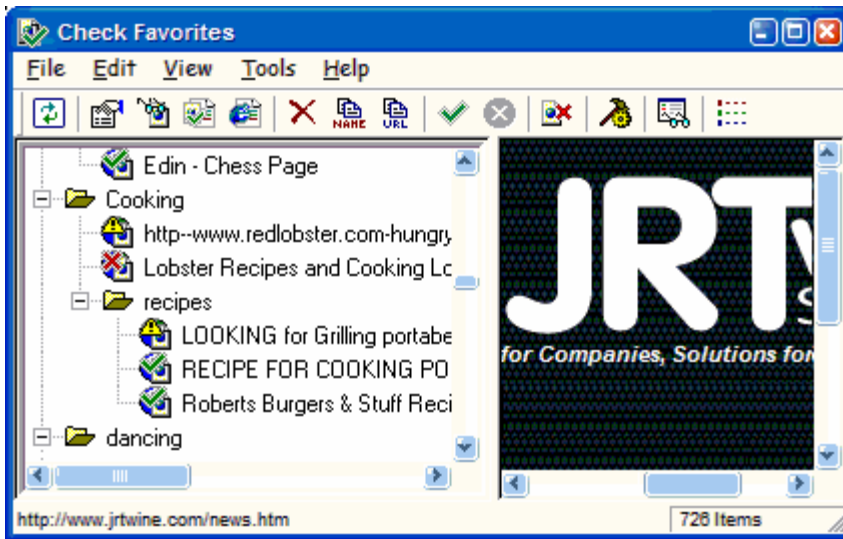 Check Favorites
File Edit View Tools Help
NAME URL
Edin - Chess Page
Cooking
http--www.redlobster.com-hungry
Lobster Recipes and Cooking Lo
recipes
LOOKING for Grilling portabe
RECIPE FOR COOKING PO
Roberts Burgers & Stuff Reci
dancing
JRT
for Companies, Solutions for
http://www.jrtwine.com/news.htm
726 Items